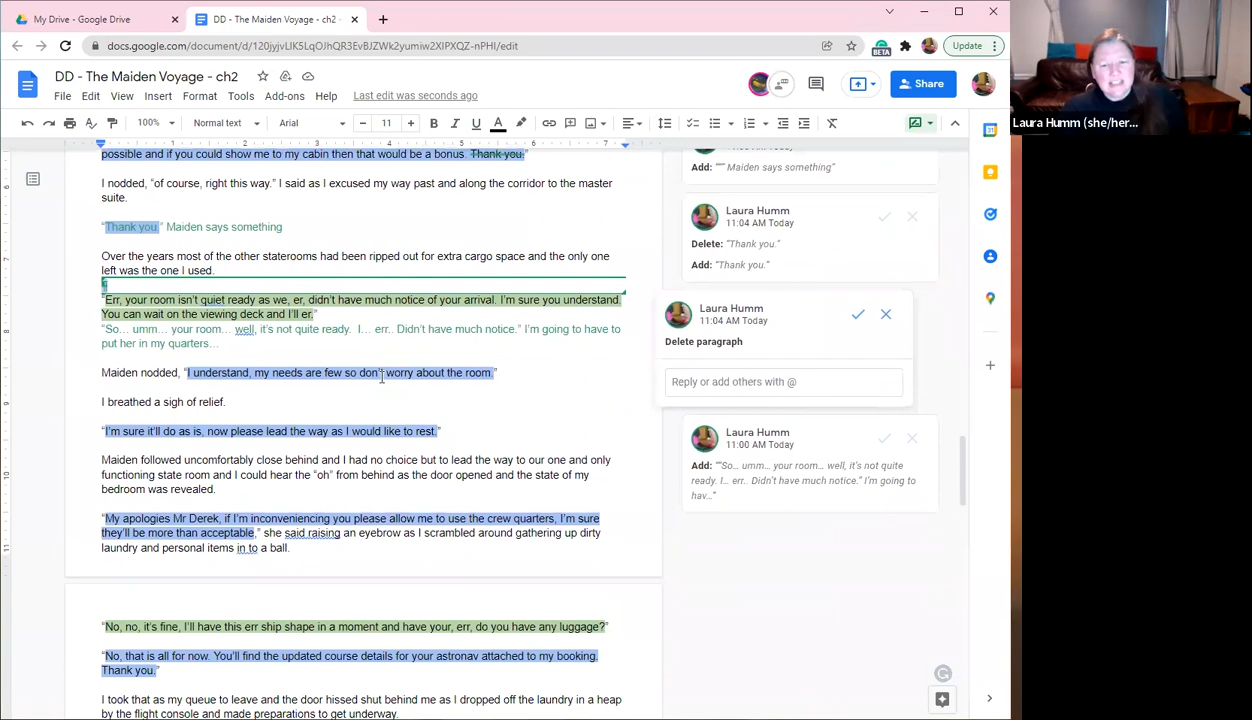 My Drive - Google Drive
DD - The Maiden Voyage - ch2 -
docs.google.com/document/d/120jyjvLIK5LqOJhQR3EvBJZWk2yumiw2XIPXQZ-nPHI/edit
BETA
Update
DD - The Maiden Voyage - ch2
File Edit View Insert Format Tools Add-ons Help Last edit was seconds ago
Share
Laura Humm (she/her...
100% Normal text Arial 11 B I U A
1 2 3 4 5 6 7
possible and if you could show me to my cabin then that would be a bonus. Thank you.”
I nodded, “of course, right this way.” I said as I excused my way past and along the corridor to the master
suite.
“Thank you.” Maiden says something
Over the years most of the other staterooms had been ripped out for extra cargo space and the only one
left was the one I used.
“Err, your room isn’t quiet ready as we, er, didn’t have much notice of your arrival. I’m sure you understand.
You can wait on the viewing deck and I’ll er.”
“So… umm… your room… well, it’s not quite ready. I… err.. Didn’t have much notice.” I’m going to have to
put her in my quarters…
Maiden nodded, “I understand, my needs are few so don’t worry about the room.”
I breathed a sigh of relief.
“I’m sure it’ll do as is, now please lead the way as I would like to rest.”
Maiden followed uncomfortably close behind and I had no choice but to lead the way to our one and only
functioning state room and I could hear the “oh” from behind as the door opened and the state of my
bedroom was revealed.
“My apologies Mr Derek, if I’m inconveniencing you please allow me to use the crew quarters, I’m sure
they’ll be more than acceptable,” she said raising an eyebrow as I scrambled around gathering up dirty
laundry and personal items in to a ball.
“No, no, it’s fine, I’ll have this err ship shape in a moment and have your, err, do you have any luggage?”
“No, that is all for now. You’ll find the updated course details for your astronav attached to my booking.
Thank you.”
I took that as my queue to leave and the door hissed shut behind me as I dropped off the laundry in a heap
by the flight console and made preparations to get underway.
Add: “”” Maiden says something”
Laura Humm
11:04 AM Today
Delete: “Thank you.”
Add: “Thank you.”
Laura Humm
11:04 AM Today
Delete paragraph
Reply or add others with @
Laura Humm
11:00 AM Today
Add: “”So… umm… your room… well, it’s not quite
ready. I… err.. Didn’t have much notice.” I’m going to
hav…”